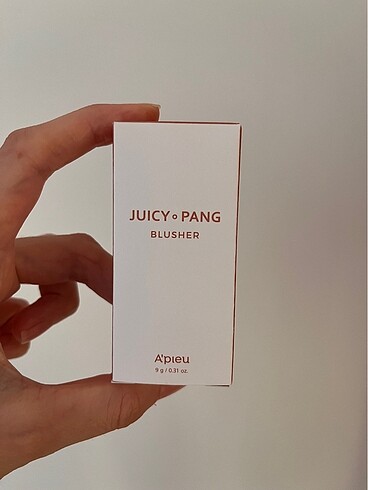 JUICY∘PANG
BLUSHER
A'pieu
9 g / 0.31 oz.